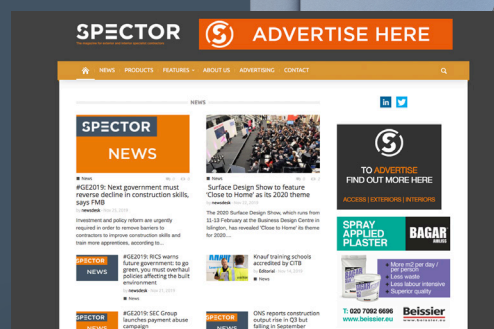 SPECTOR
ADVERTISE HERE
NEWS PRODUCTS FEATURES ABOUT US ADVERTISING CONTACT
NEWS
SPECTOR
NEWS
News
#GE2019: Next government must
reverse decline in construction skills,
says FMB
by newsdesk
Investment and policy reform are urgently
required in order to remove barriers to
contractors to improve construction skills and
train more apprentices, according to...
SPECTOR
NEWS
#GE2019: RICS warns
future government: to go
green, you must overhaul
policies affecting the built
environment
by newsdesk
News
SPECTOR
#GE2019: SEC Group
launches payment abuse
campaign
News
Surface Design Show to feature
'Close to Home' as its 2020 theme
by newsdesk
The 2020 Surface Design Show, which runs from
11-13 February at the Business Design Centre in
Islington, has revealed 'Close to Home' as its theme
for 2020....
KNAUF
Knauf training schools
accredited by CITB
by Editorial
News
SPECTOR
NEWS
ONS reports construction
output rise in Q3 but
falling in September
in
TO ADVERTISE
FIND OUT MORE HERE
ACCESS | EXTERIORS | INTERIORS
SPRAY
APPLIED
PLASTER
BAGAR
More m2 per day /
per person
Less waste
Less labour intensive
Superior quality
T: 020 7092 6696
www.beissier.eu
Beissier
www.beissier.eu